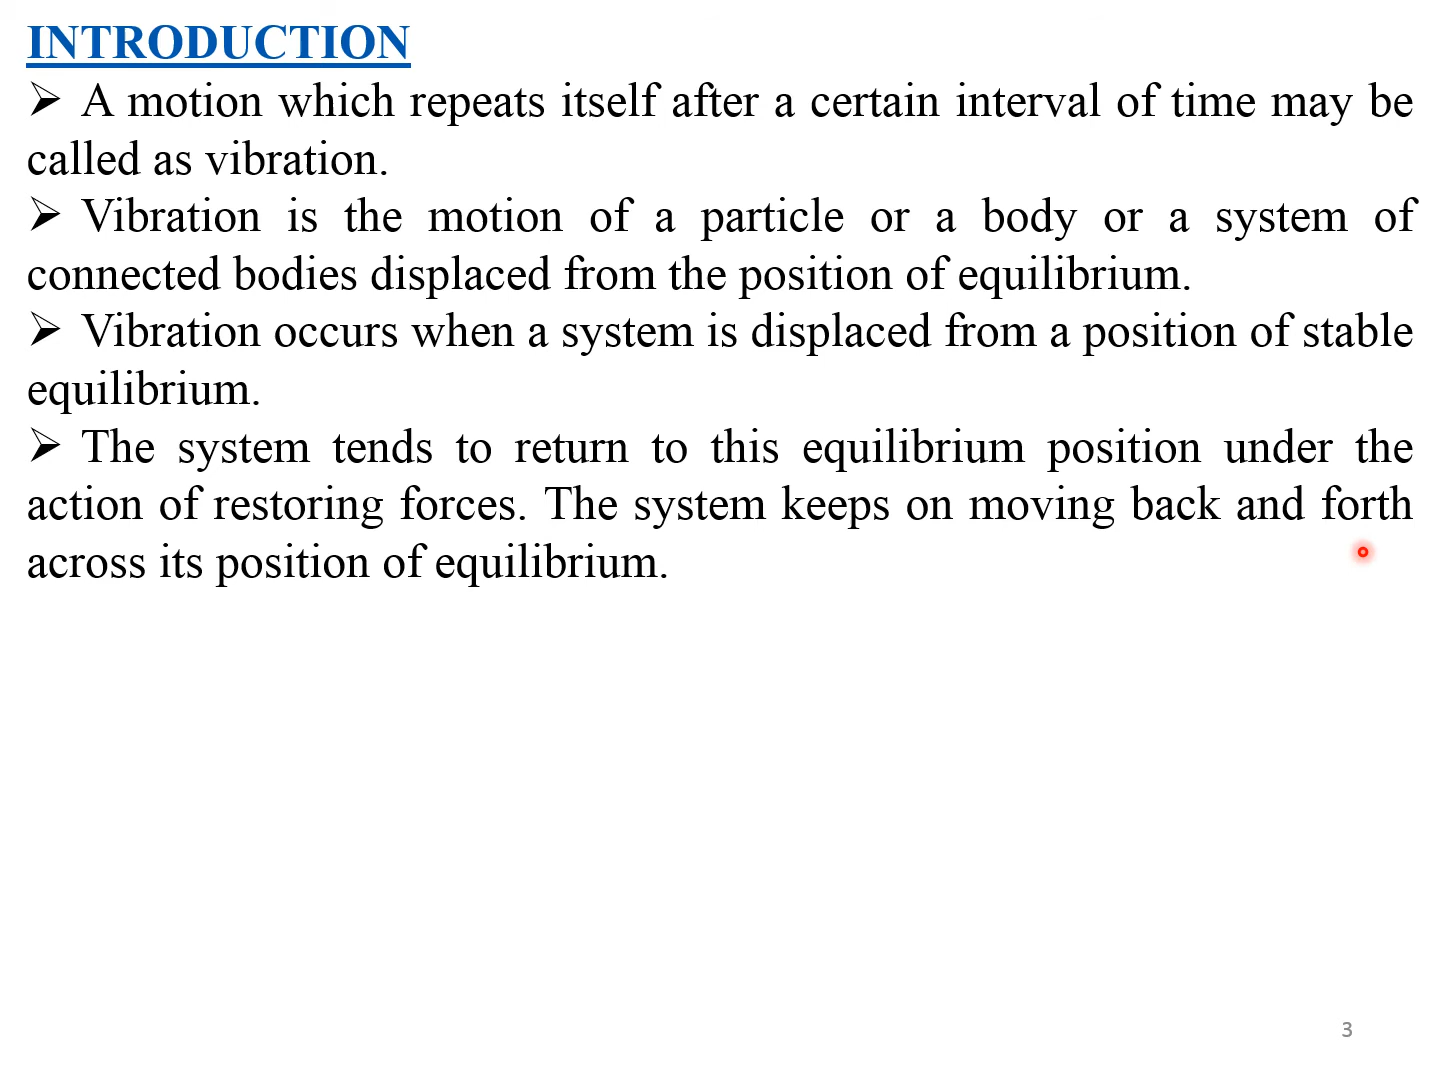 INTRODUCTION
➢ A motion which repeats itself after a certain interval of time may be
called as vibration.
➢ Vibration is the motion of a particle or a body or a system of
connected bodies displaced from the position of equilibrium.
➢ Vibration occurs when a system is displaced from a position of stable
equilibrium.
➢ The system tends to return to this equilibrium position under the
action of restoring forces. The system keeps on moving back and forth
across its position of equilibrium.
3